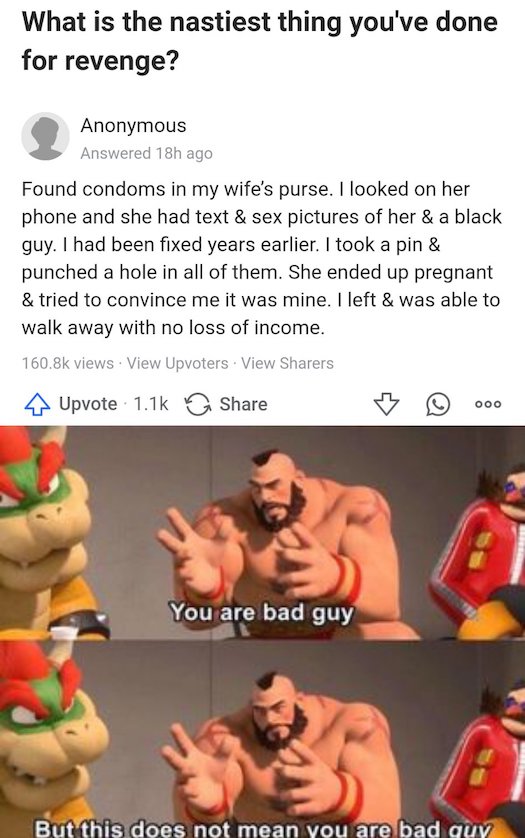 What is the nastiest thing you've done
for revenge?
Anonymous
Answered 18h ago
Found condoms in my wife’s purse. I looked on her
phone and she had text & sex pictures of her & a black
guy. I had been fixed years earlier. I took a pin &
punched a hole in all of them. She ended up pregnant
& tried to convince me it was mine. I left & was able to
walk away with no loss of income.
160.8k views · View Upvoters · View Sharers
Upvote · 1.1k Share
You are bad guy
But this does not mean you are bad guy